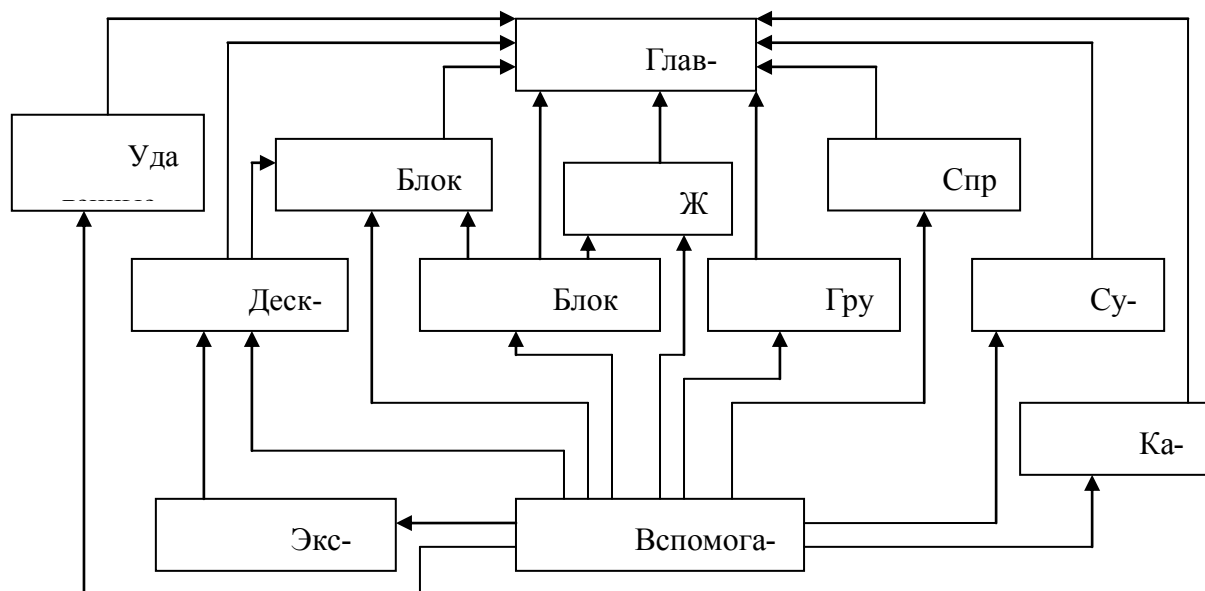 Глав-
Уда
Блок
Ж
Спр
Деск-
Блок
Гру
Су-
Ка-
Экс-
Вспомога-